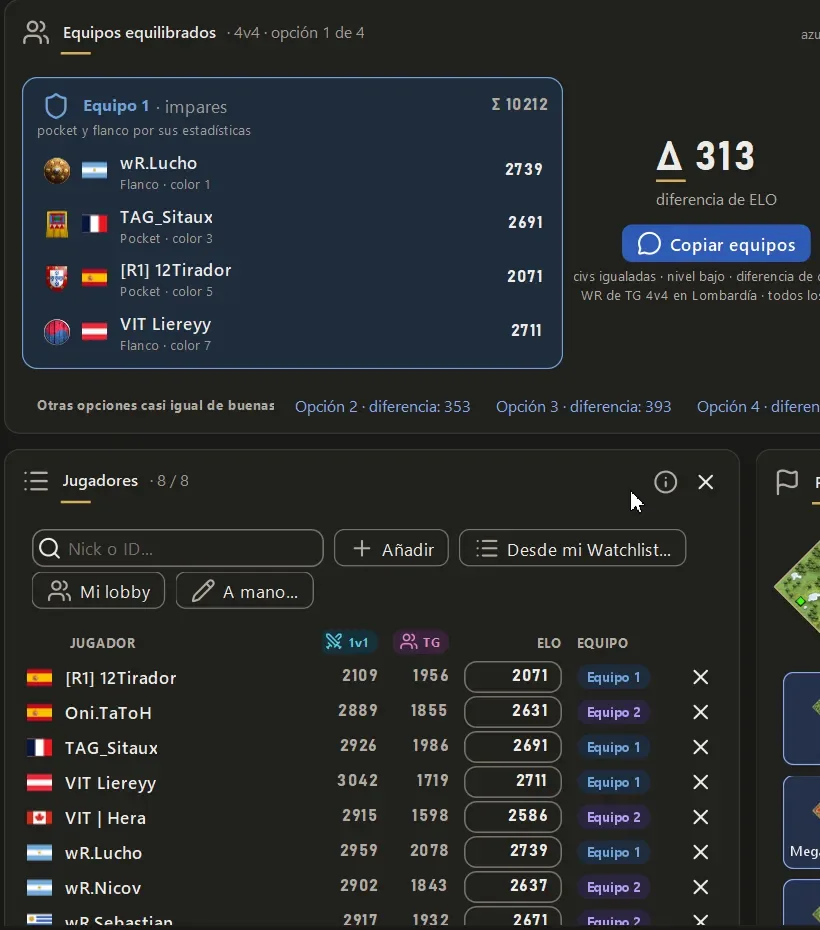 Equipos equilibrados · 4v4 · opción 1 de 4
Equipo 1 · impares Σ 10212
pocket y flanco por sus estadísticas
wR.Lucho 2739
Flanco · color 1
TAG_Sitaux 2691
Pocket · color 3
[R1] 12Tirador 2071
Pocket · color 5
VIT Liereyy 2711
Flanco · color 7
Δ 313
diferencia de ELO
Copiar equipos
civs igualadas · nivel bajo · diferencia de
WR de TG 4v4 en Lombardía · todos
Otras opciones casi igual de buenas Opción 2 · diferencia: 353 Opción 3 · diferencia: 393 Opción 4 ·
Jugadores · 8 / 8
Nick o ID... Añadir Desde mi Watchlist...
Mi lobby A mano...
JUGADOR 1v1 TG ELO EQUIPO
[R1] 12Tirador 2109 1956 2071 Equipo 1
Oni.TaToH 2889 1855 2631 Equipo 2
TAG_Sitaux 2926 1986 2691 Equipo 1
VIT Liereyy 3042 1719 2711 Equipo 1
VIT | Hera 2915 1598 2586 Equipo 2
wR.Lucho 2959 2078 2739 Equipo 1
wR.Nicov 2902 1843 2637 Equipo 2
wR.Sebastian 2917 1932 2671 Equipo 2